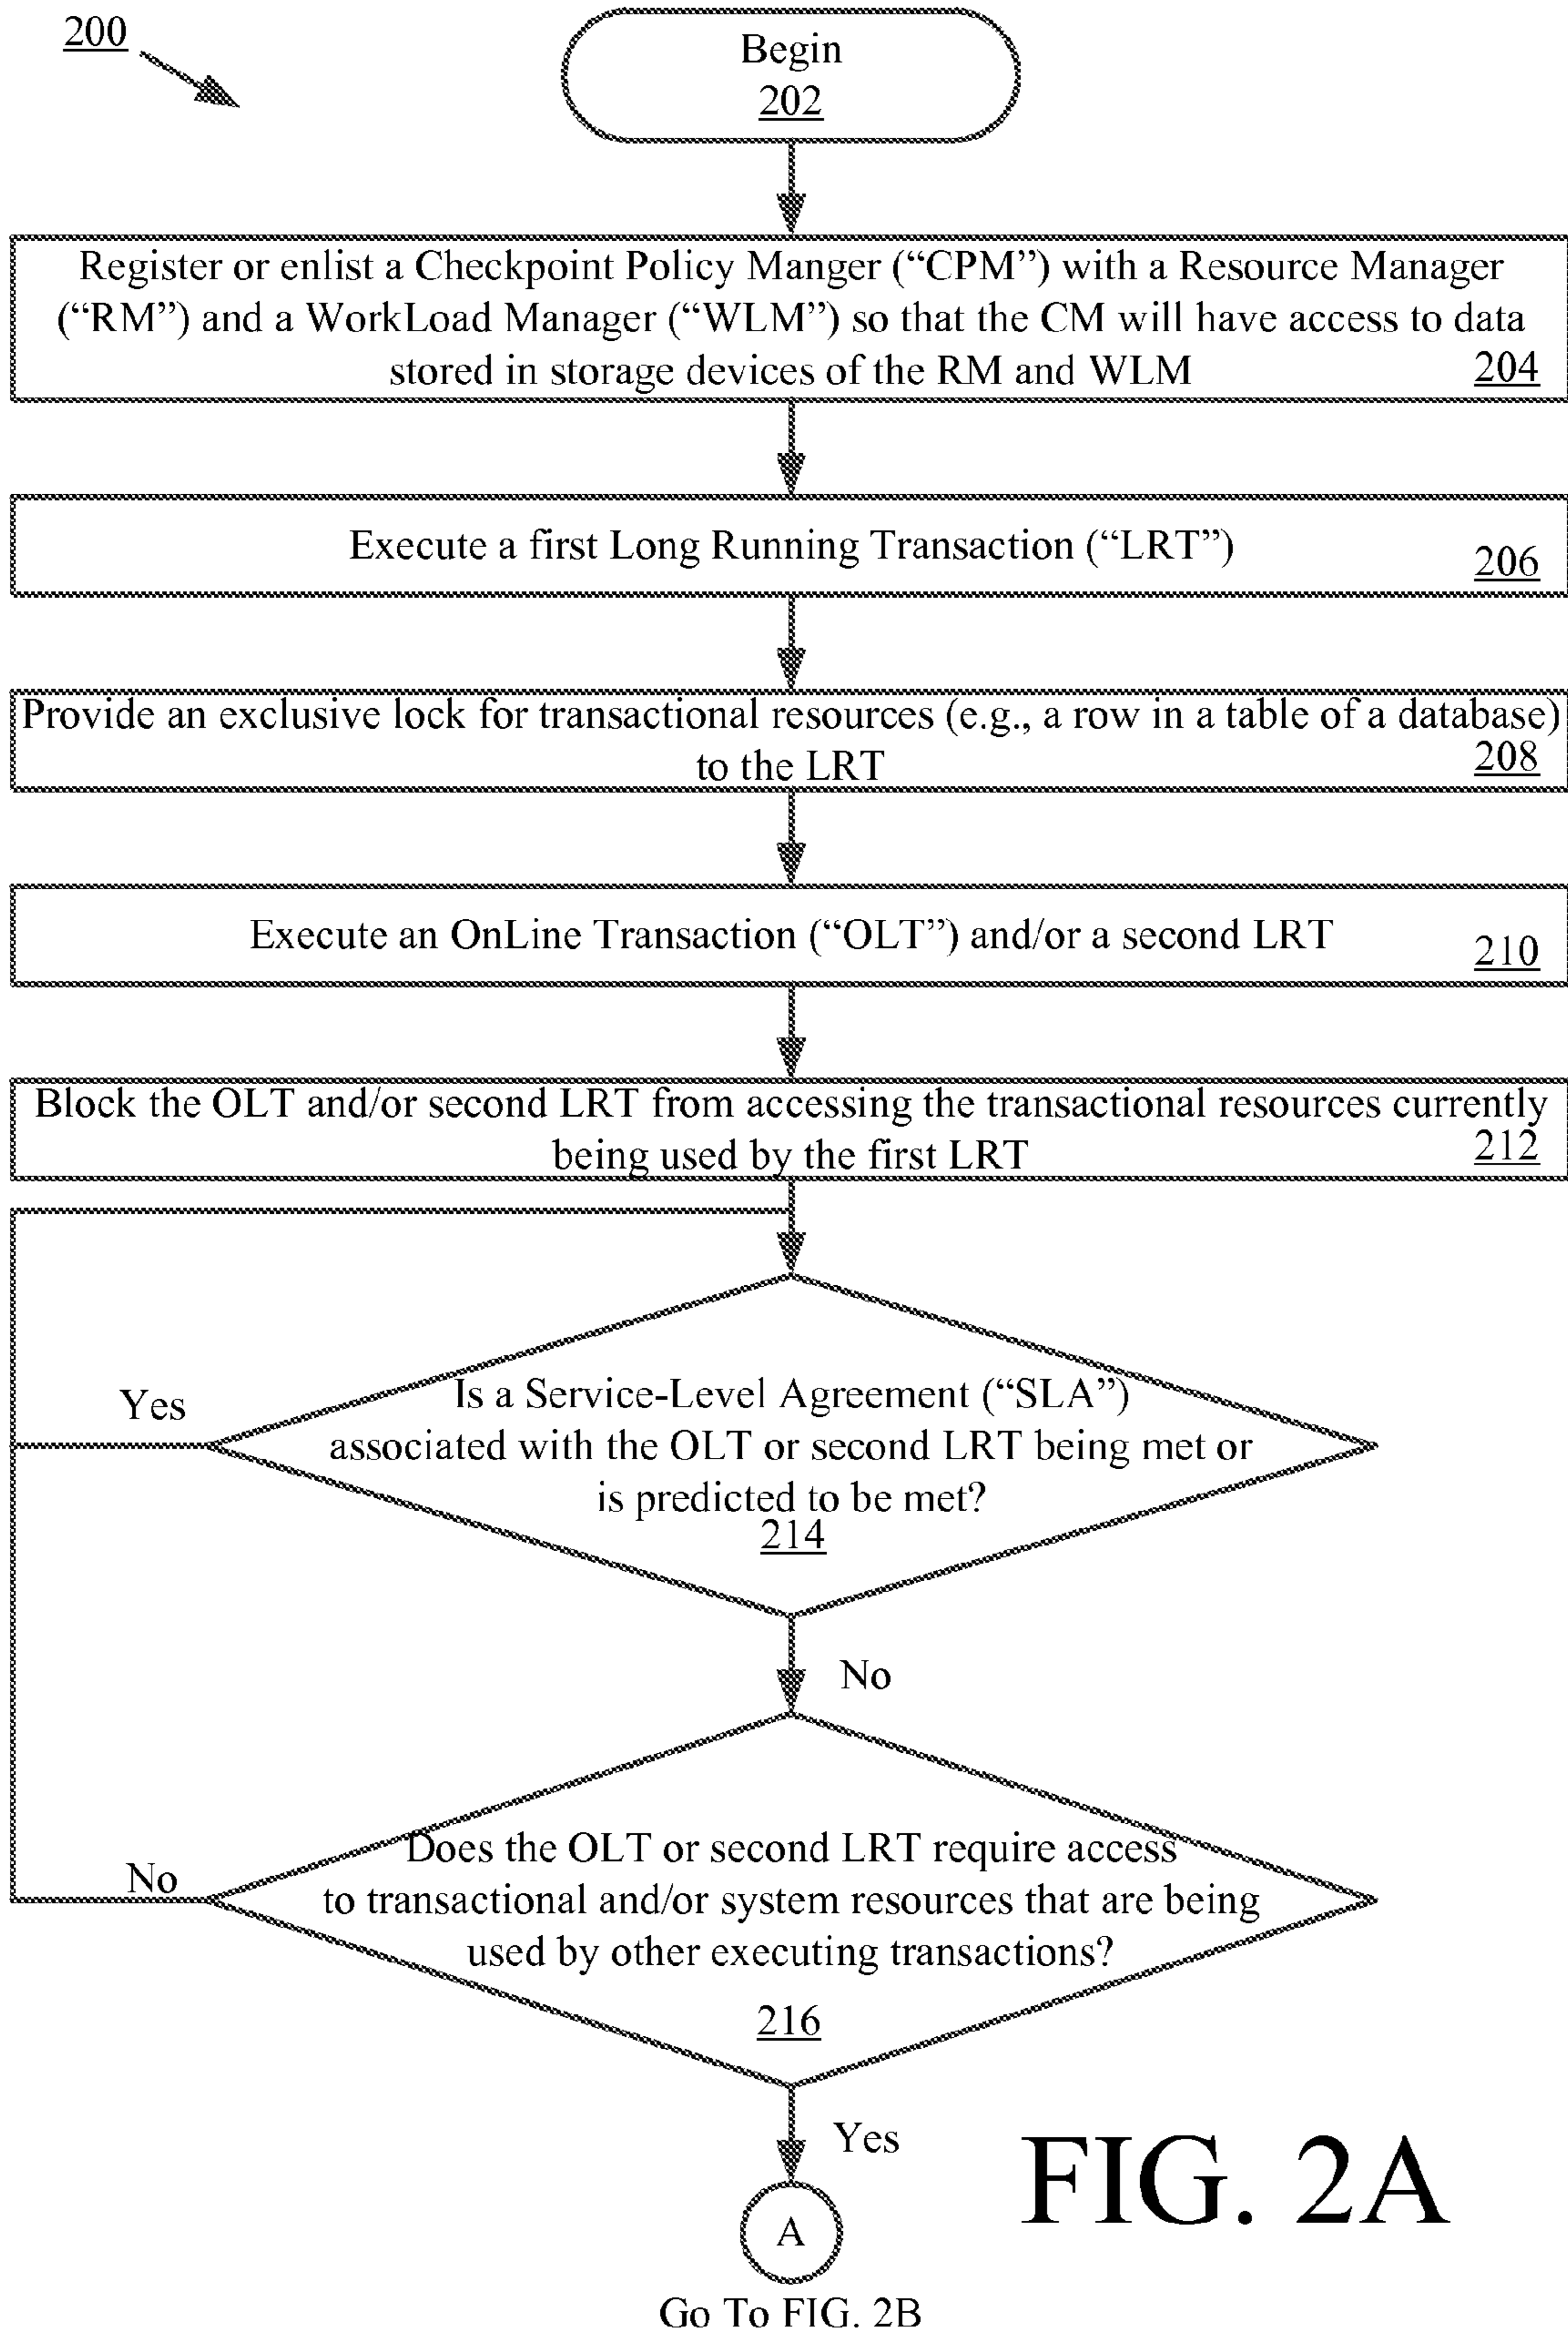 200
Begin
202
Register or enlist a Checkpoint Policy Manger (“CPM”) with a Resource Manager
(“RM”) and a WorkLoad Manager (“WLM”) so that the CM will have access to data
stored in storage devices of the RM and WLM
204
Execute a first Long Running Transaction (“LRT”)
206
Provide an exclusive lock for transactional resources (e.g., a row in a table of a database)
to the LRT
208
Execute an OnLine Transaction (“OLT”) and/or a second LRT
210
Block the OLT and/or second LRT from accessing the transactional resources currently
being used by the first LRT
212
Yes
Is a Service-Level Agreement (“SLA”)
associated with the OLT or second LRT being met or
is predicted to be met?
214
No
No
Does the OLT or second LRT require access
to transactional and/or system resources that are being
used by other executing transactions?
216
Yes
A
Go To FIG. 2B
FIG. 2A